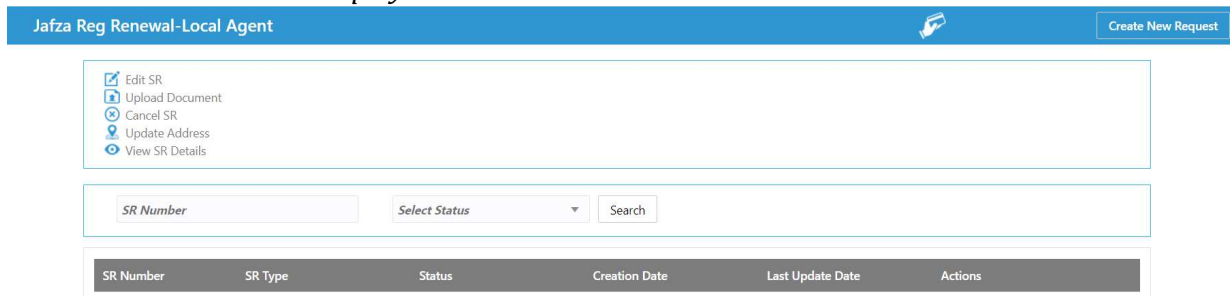 Jafza Reg Renewal-Local Agent
Create New Request
Edit SR
Upload Document
Cancel SR
Update Address
View SR Details
SR Number Select Status Search
SR Number SR Type Status Creation Date Last Update Date Actions